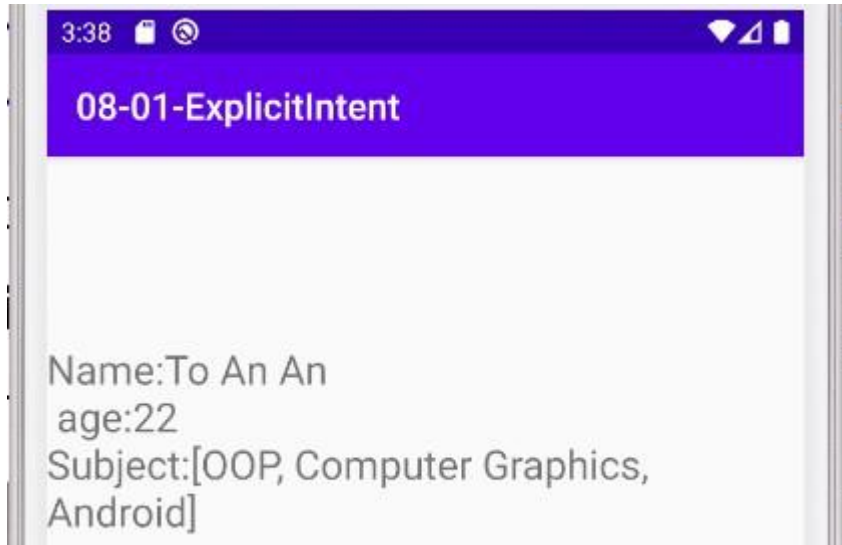 3:38
08-01-ExplicitIntent
Name:To An An
age:22
Subject:[OOP, Computer Graphics,
Android]